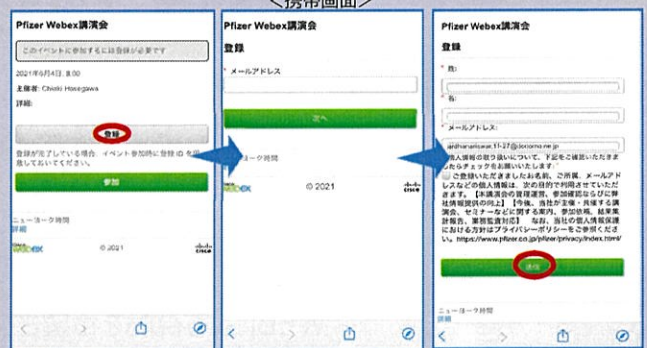 <携帯画面>
Pfizer Webex講演会
このイベントに参加するには登録が必要です
2021年6月4日, 8:00
主催者: Chiaki Hasegawa
詳細:
登録
登録が完了している場合、イベント参加時に登録 ID を用
意しておいてください。
参加
ニューヨーク時間
詳細
© 2021
cisco
Pfizer Webex講演会
登録
* メールアドレス
次へ
ニューヨーク時間
© 2021
cisco
Pfizer Webex講演会
登録
* 姓:
* 名:
* メールアドレス:
*個人情報の取り扱いについて、下記をご確認いただきま
したらチェックをお願いいたします。
ご登録いただきましたお名前、ご所属、メールアド
レスなどの個人情報は、次の目的で利用させていただ
きます。【本講演会の管理運営、参加確認ならびに弊
社情報提供の向上】【今後、当社が主催・共催する講
演会、セミナーなどに関する案内、参加依頼、結果集
計報告、業務監査対応】 なお、当社の個人情報保護
における方針はプライバシーポリシーをご参照くださ
い。https://www.pfizer.co.jp/pfizer/privacy/index.html/
送信
ニューヨーク時間
詳細